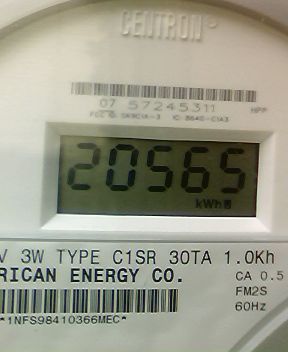 CENTRON®
07 57245311 HPP
20565
kWh
V 3W TYPE C1SR 30TA 1.0Kh
RICAN ENERGY CO.
CA 0.5
FM2S
60Hz
*1NFS98410366MEC*